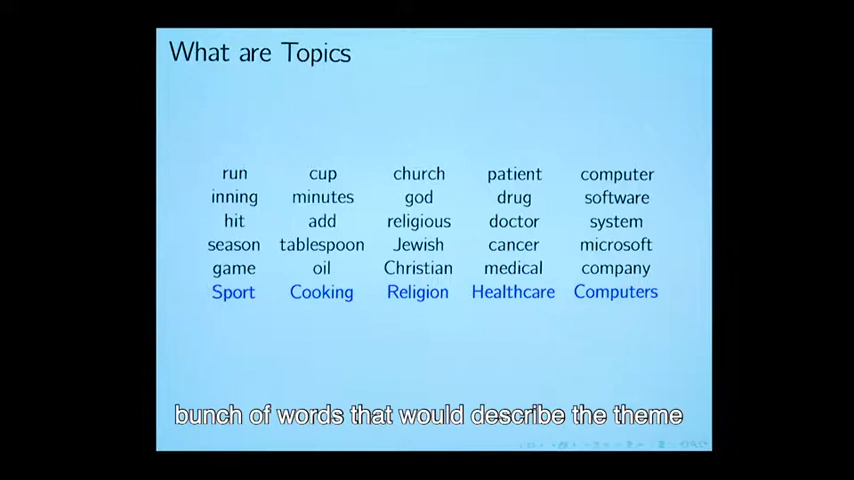 What are Topics
run cup church patient computer
inning minutes god drug software
hit add religious doctor system
season tablespoon Jewish cancer microsoft
game oil Christian medical company
Sport Cooking Religion Healthcare Computers
bunch of words that would describe the theme